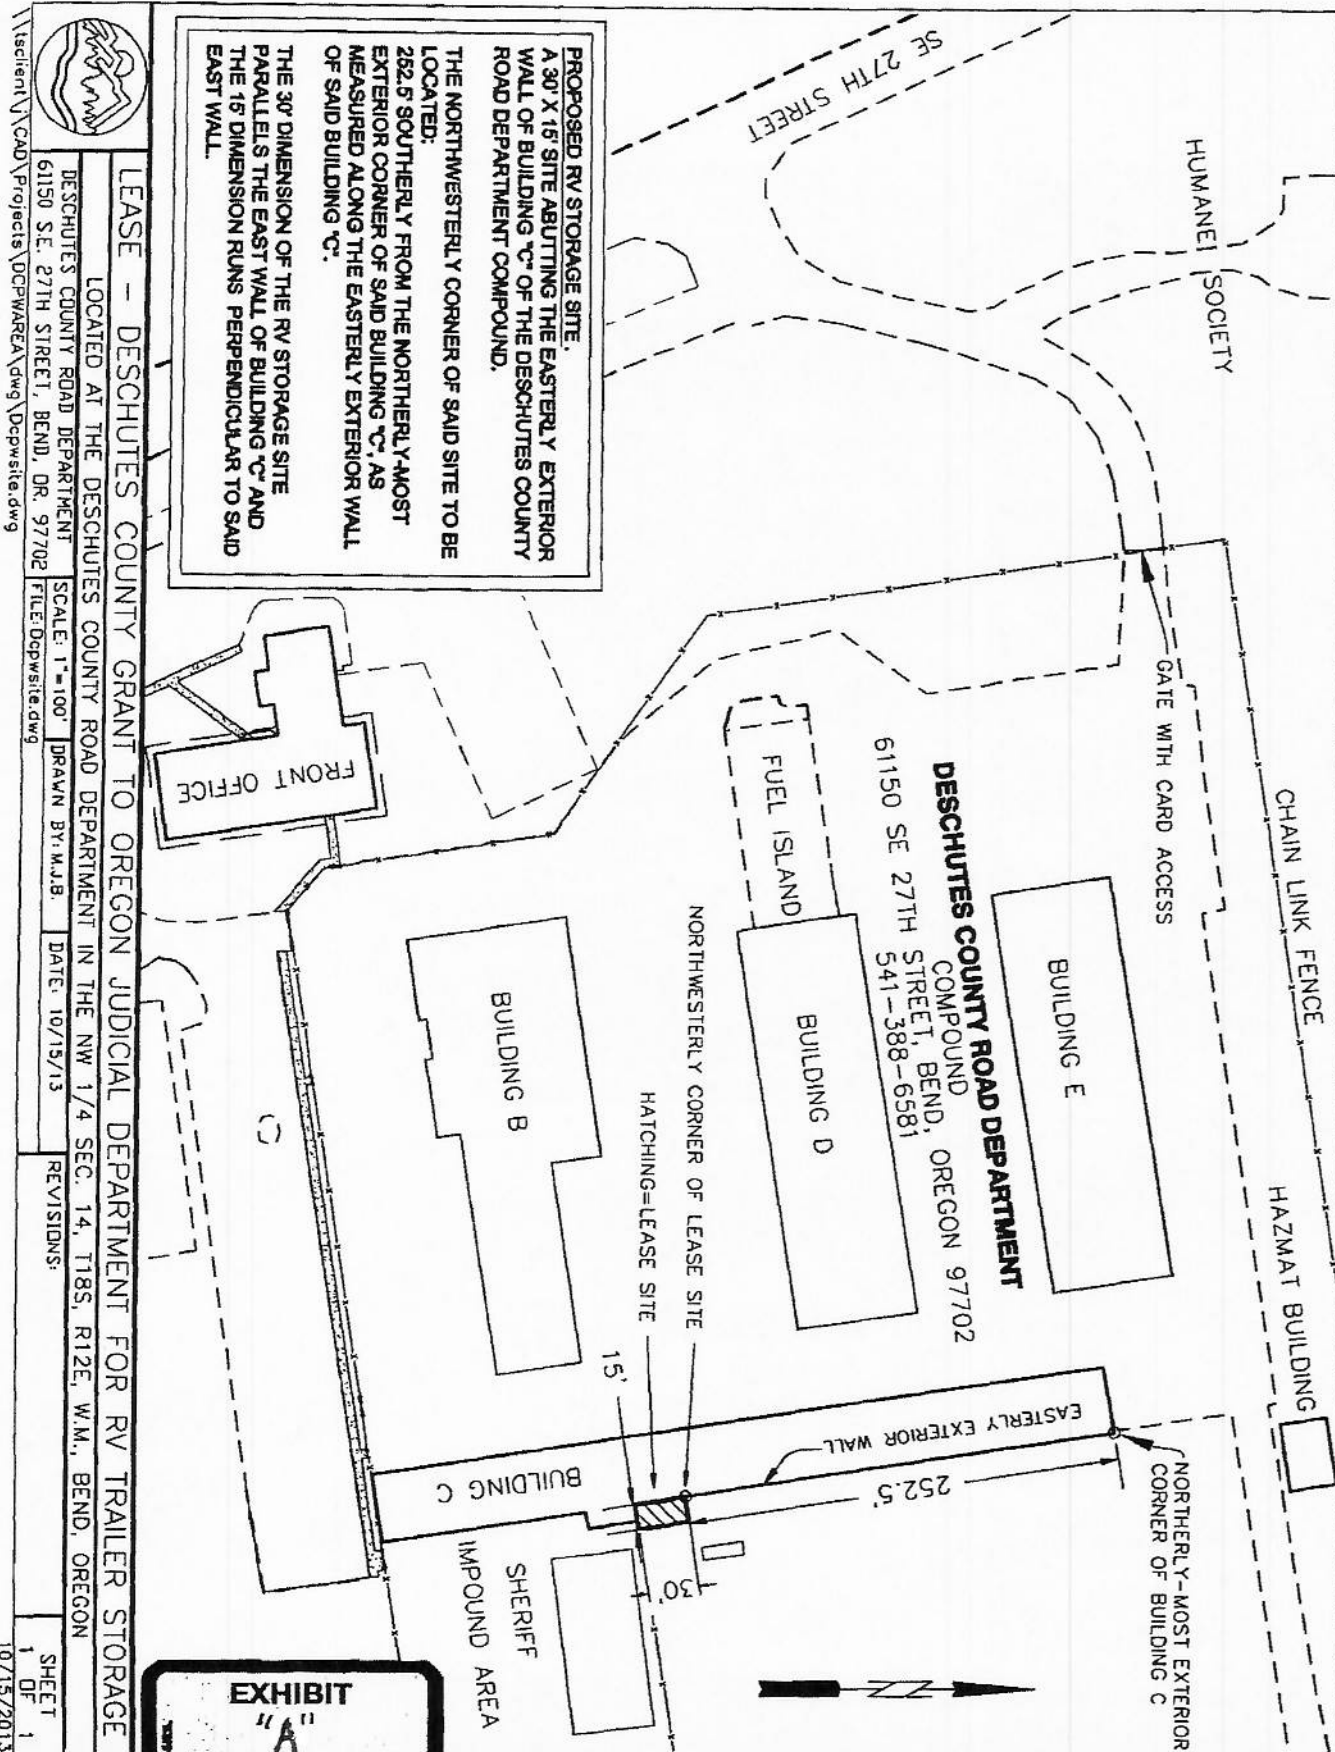 PROPOSED RV STORAGE SITE.
A 30' X 15' SITE ABUTTING THE EASTERLY EXTERIOR
WALL OF BUILDING "C" OF THE DESCHUTES COUNTY
ROAD DEPARTMENT COMPOUND.
THE NORTHWESTERLY CORNER OF SAID SITE TO BE
LOCATED:
252.5' SOUTHERLY FROM THE NORTHERLY-MOST
EXTERIOR CORNER OF SAID BUILDING "C", AS
MEASURED ALONG THE EASTERLY EXTERIOR WALL
OF SAID BUILDING "C".
THE 30' DIMENSION OF THE RV STORAGE SITE
PARALLELS THE EAST WALL OF BUILDING "C" AND
THE 15' DIMENSION RUNS PERPENDICULAR TO SAID
EAST WALL.
SE 27TH STREET
HUMANE SOCIETY
GATE WITH CARD ACCESS
CHAIN LINK FENCE
HAZMAT BUILDING
FRONT OFFICE
FUEL ISLAND
DESCHUTES COUNTY ROAD DEPARTMENT
COMPOUND
61150 SE 27TH STREET, BEND, OREGON 97702
541-388-6581
BUILDING E
BUILDING D
BUILDING B
NORTHWESTERLY CORNER OF LEASE SITE
HATCHING=LEASE SITE
15'
BUILDING C
EASTERLY EXTERIOR WALL
252.5'
30'
NORTHERLY-MOST EXTERIOR
CORNER OF BUILDING C
SHERIFF
IMPOUND AREA
N
EXHIBIT
"A"
LEASE - DESCHUTES COUNTY GRANT TO OREGON JUDICIAL DEPARTMENT FOR RV TRAILER STORAGE
LOCATED AT THE DESCHUTES COUNTY ROAD DEPARTMENT IN THE NW 1/4 SEC. 14, T18S, R12E, W.M., BEND, OREGON
DESCHUTES COUNTY ROAD DEPARTMENT
61150 S.E. 27TH STREET, BEND, OR. 97702
SCALE: 1"=100'
FILE:Dcpwsite.dwg
DRAWN BY: M.J.B.
DATE: 10/15/13
REVISIONS:
SHEET
1 OF 1
\\tsclient\j\CAD\Projects\DCPWAREA\dwg\Dcpwsite.dwg
10/15/2013